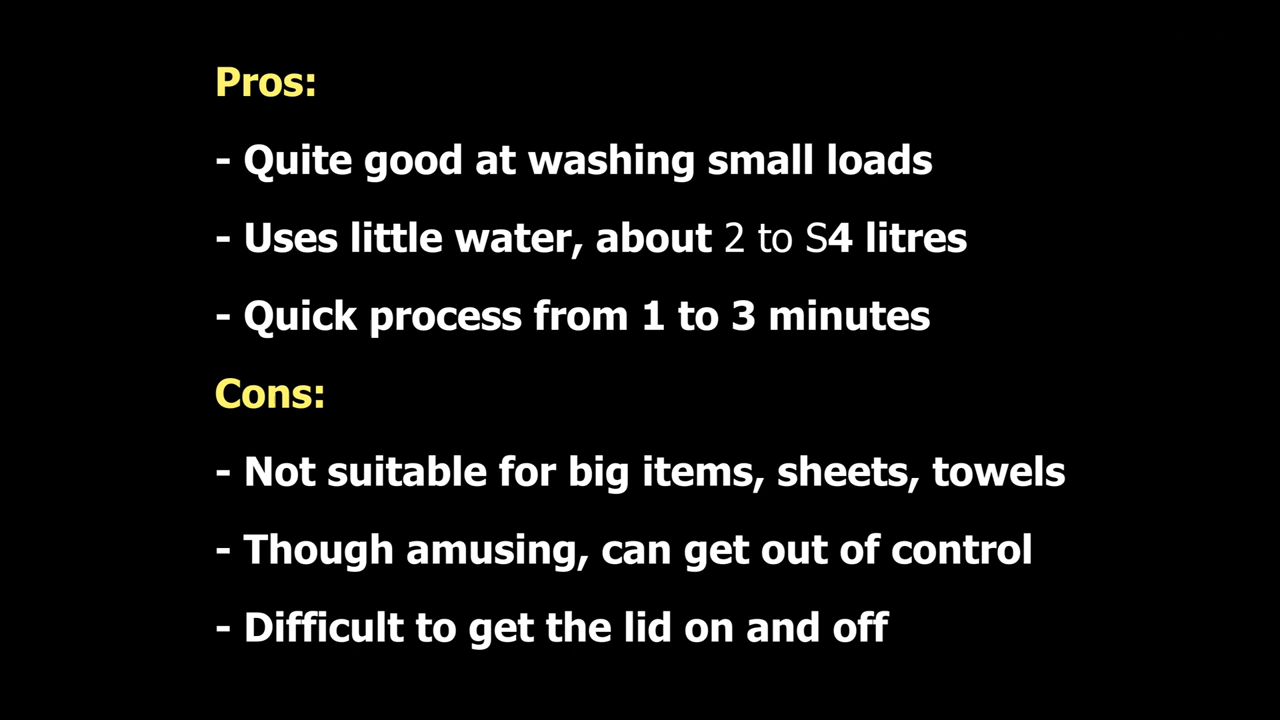 Pros:
- Quite good at washing small loads
- Uses little water, about 2 to S4 litres
- Quick process from 1 to 3 minutes
Cons:
- Not suitable for big items, sheets, towels
- Though amusing, can get out of control
- Difficult to get the lid on and off